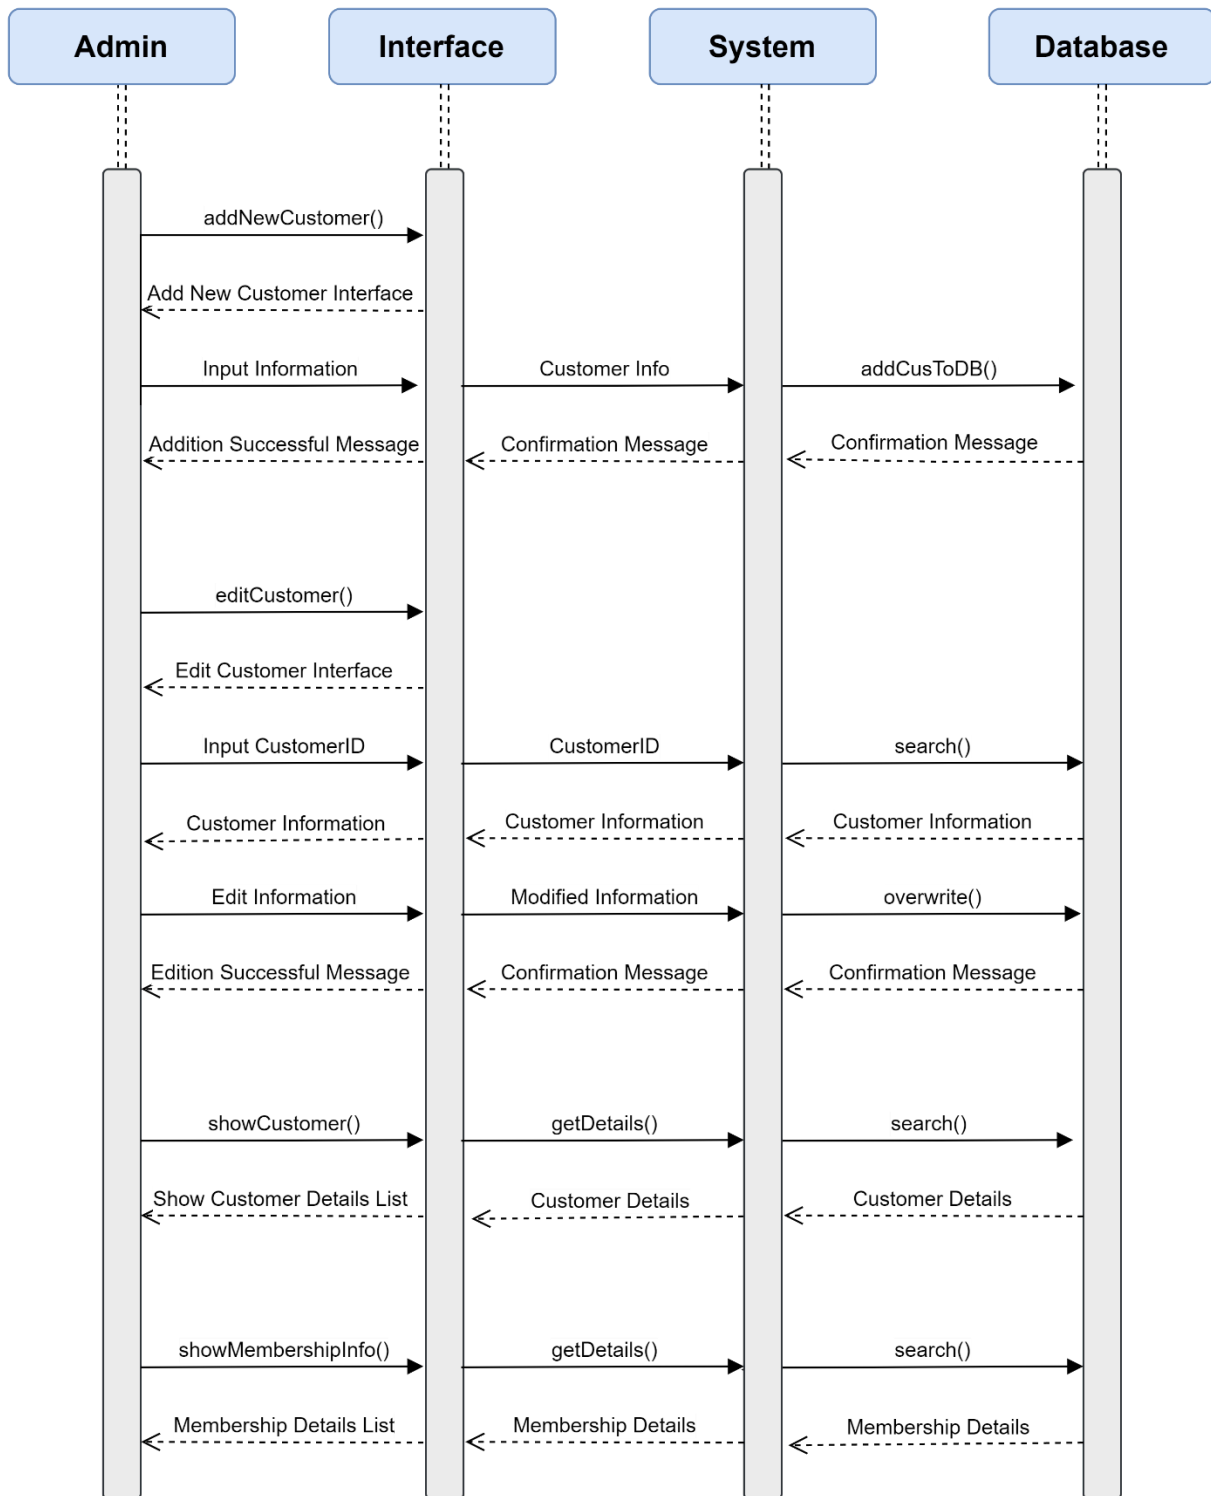 Admin
Interface
System
Database
addNewCustomer()
Add New Customer Interface
Input Information
Customer Info
addCusToDB()
Addition Successful Message
Confirmation Message
Confirmation Message
editCustomer()
Edit Customer Interface
Input CustomerID
CustomerID
search()
Customer Information
Customer Information
Customer Information
Edit Information
Modified Information
overwrite()
Edition Successful Message
Confirmation Message
Confirmation Message
showCustomer()
getDetails()
search()
Show Customer Details List
Customer Details
Customer Details
showMembershipInfo()
getDetails()
search()
Membership Details List
Membership Details
Membership Details